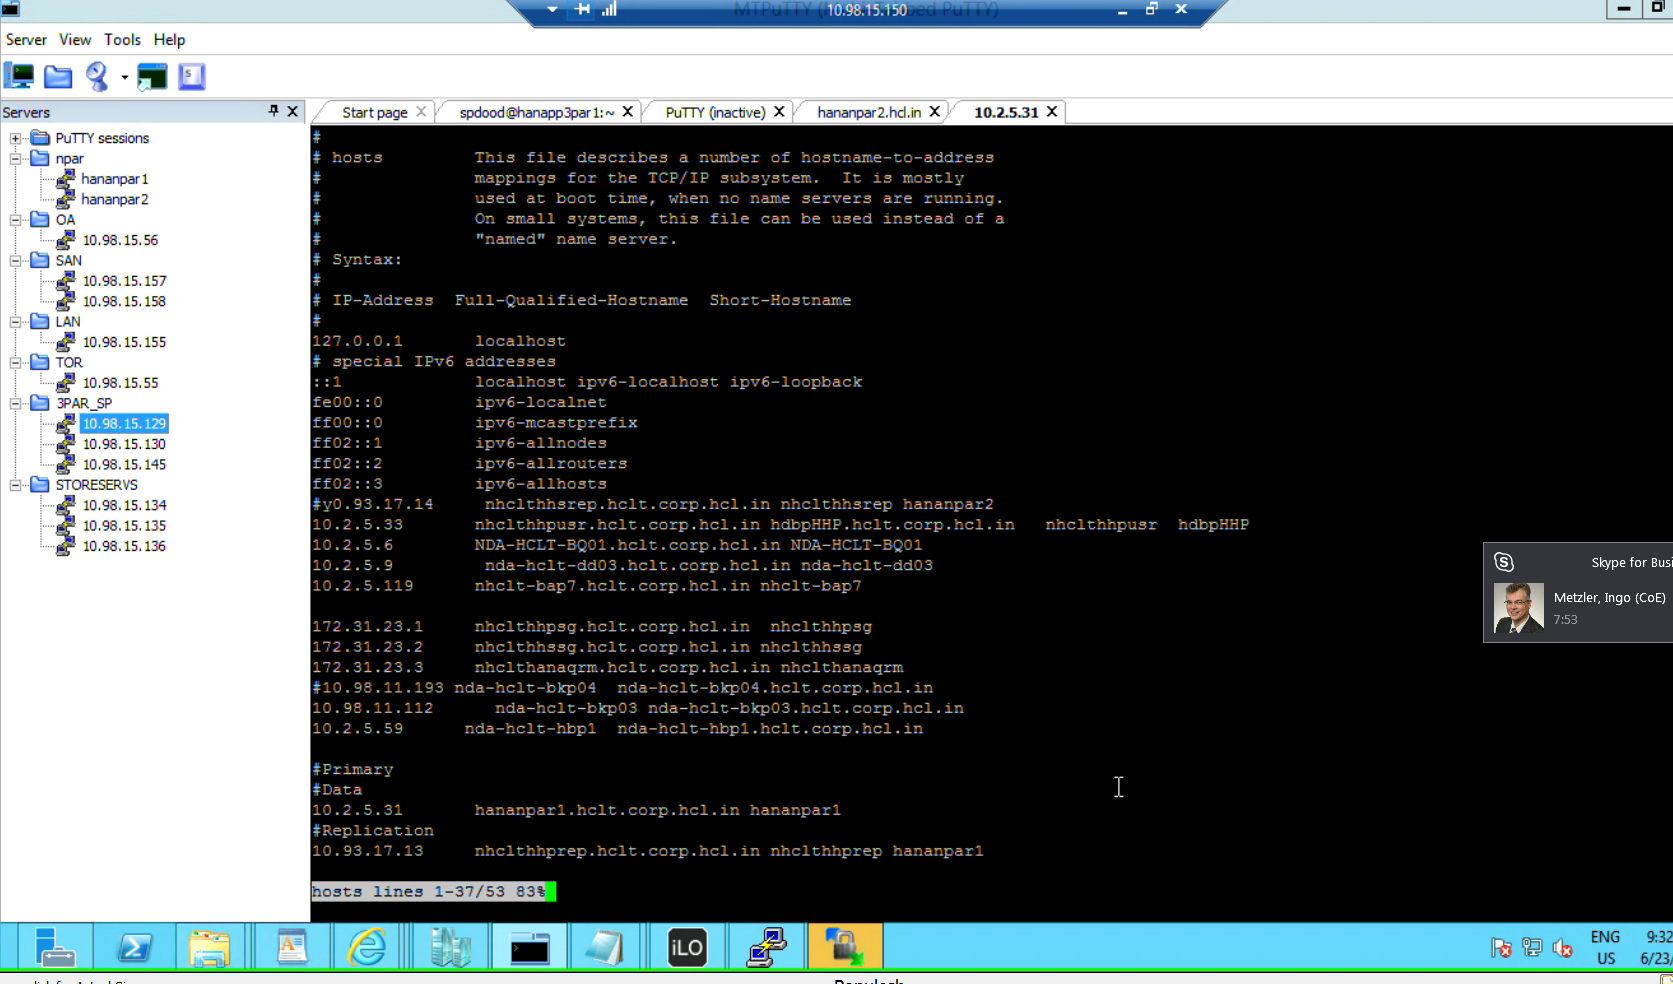 MTPuTTY
10.98.15.150
Server View Tools Help
Servers
Start page
spdood@hanapp3par1:~
PuTTY (inactive)
hananpar2.hcl.in
10.2.5.31
PuTTY sessions
npar
hananpar1
hananpar2
OA
10.98.15.56
SAN
10.98.15.157
10.98.15.158
LAN
10.98.15.155
TOR
10.98.15.55
3PAR_SP
10.98.15.129
10.98.15.130
10.98.15.145
STORESERVS
10.98.15.134
10.98.15.135
10.98.15.136
#
# hosts         This file describes a number of hostname-to-address
#               mappings for the TCP/IP subsystem.  It is mostly
#               used at boot time, when no name servers are running.
#               On small systems, this file can be used instead of a
#               "named" name server.
# Syntax:
#
# IP-Address  Full-Qualified-Hostname  Short-Hostname
#
127.0.0.1       localhost
# special IPv6 addresses
::1             localhost ipv6-localhost ipv6-loopback
fe00::0         ipv6-localnet
ff00::0         ipv6-mcastprefix
ff02::1         ipv6-allnodes
ff02::2         ipv6-allrouters
ff02::3         ipv6-allhosts
#y0.93.17.14     nhclthhsrep.hclt.corp.hcl.in nhclthhsrep hananpar2
10.2.5.33       nhclthhpusr.hclt.corp.hcl.in hdbpHHP.hclt.corp.hcl.in   nhclthhpusr  hdbpHHP
10.2.5.6        NDA-HCLT-BQ01.hclt.corp.hcl.in NDA-HCLT-BQ01
10.2.5.9         nda-hclt-dd03.hclt.corp.hcl.in nda-hclt-dd03
10.2.5.119      nhclt-bap7.hclt.corp.hcl.in nhclt-bap7
172.31.23.1     nhclthhpsg.hclt.corp.hcl.in  nhclthhpsg
172.31.23.2     nhclthhssg.hclt.corp.hcl.in nhclthhssg
172.31.23.3     nhclthanaqrm.hclt.corp.hcl.in nhclthanaqrm
#10.98.11.193 nda-hclt-bkp04  nda-hclt-bkp04.hclt.corp.hcl.in
10.98.11.112      nda-hclt-bkp03 nda-hclt-bkp03.hclt.corp.hcl.in
10.2.5.59      nda-hclt-hbp1  nda-hclt-hbp1.hclt.corp.hcl.in
#Primary
#Data
10.2.5.31       hananpar1.hclt.corp.hcl.in hananpar1
#Replication
10.93.17.13     nhclthhprep.hclt.corp.hcl.in nhclthhprep hananpar1
hosts lines 1-37/53 83%
Skype for Busi
Metzler, Ingo (CoE)
7:53
iLO
ENG
US
9:32
6/23/